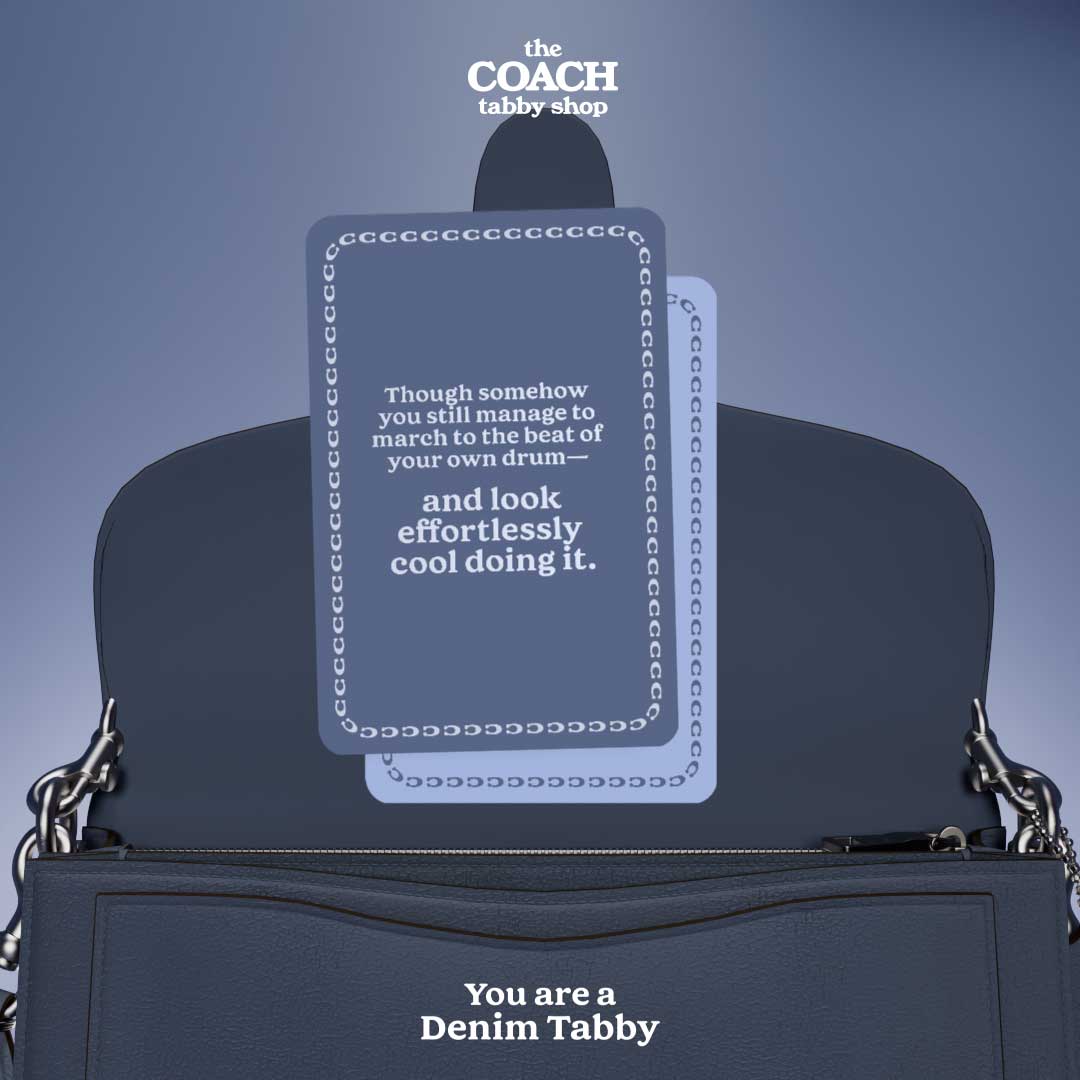 the
COACH
tabby shop
Though somehow
you still manage to
march to the beat of
your own drum—
and look
effortlessly
cool doing it.
You are a
Denim Tabby